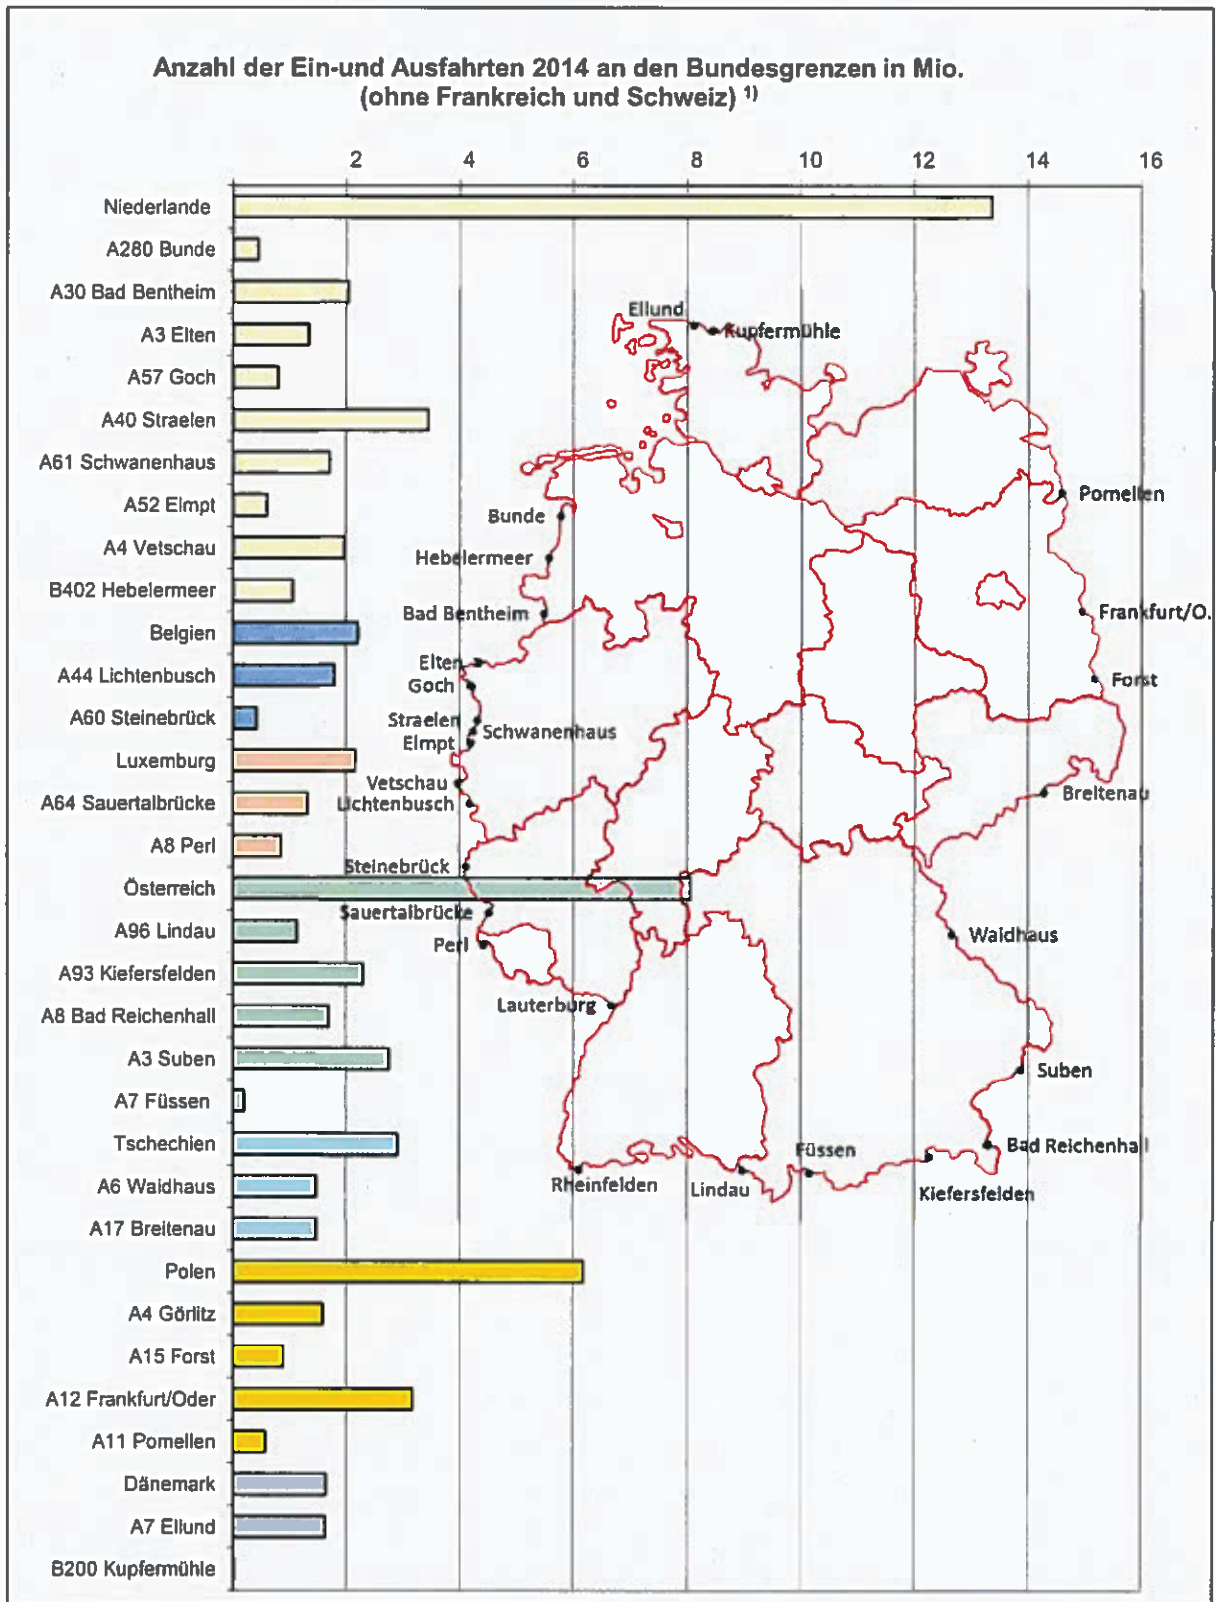 Anzahl der Ein-und Ausfahrten 2014 an den Bundesgrenzen in Mio.
(ohne Frankreich und Schweiz) 1)
2 4 6 8 10 12 14 16
Niederlande
A280 Bunde
A30 Bad Bentheim
A3 Elten
A57 Goch
A40 Straelen
A61 Schwanenhaus
A52 Elmpt
A4 Vetschau
B402 Hebelermeer
Belgien
A44 Lichtenbusch
A60 Steinebrück
Luxemburg
A64 Sauertalbrücke
A8 Perl
Österreich
A96 Lindau
A93 Kiefersfelden
A8 Bad Reichenhall
A3 Suben
A7 Füssen
Tschechien
A6 Waidhaus
A17 Breitenau
Polen
A4 Görlitz
A15 Forst
A12 Frankfurt/Oder
A11 Pomellen
Dänemark
A7 Ellund
B200 Kupfermühle
Ellund
Kupfermühle
Pomellen
Bunde
Hebelermeer
Bad Bentheim
Frankfurt/O.
Elten
Goch
Forst
Straelen
Schwanenhaus
Elmpt
Vetschau
Lichtenbusch
Breitenau
Steinebrück
Sauertalbrücke
Perl
Waidhaus
Lauterburg
Suben
Bad Reichenhall
Füssen
Rheinfelden
Lindau
Kiefersfelden